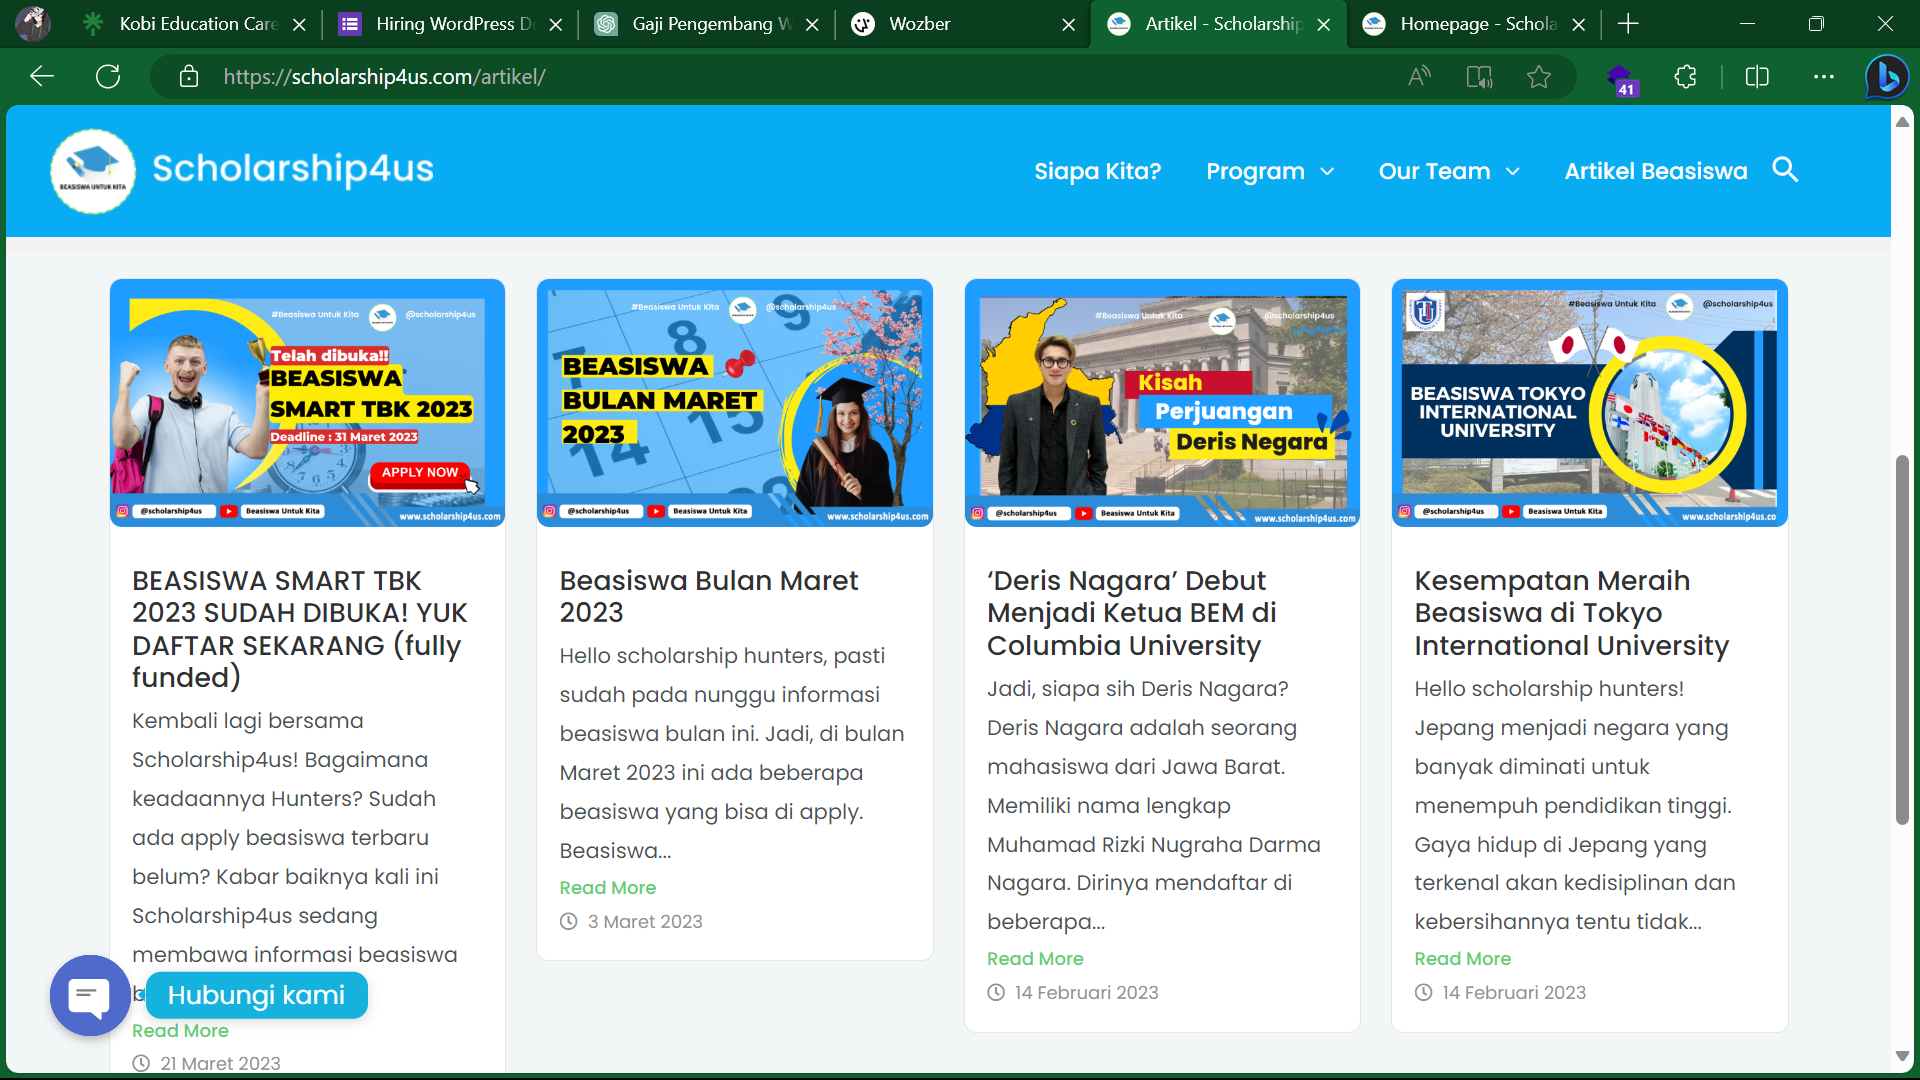 Kobi Education Care
Hiring WordPress De
Gaji Pengembang W
Wozber
Artikel - Scholarship
Homepage - Schola
https://scholarship4us.com/artikel/
41
BEASISWA UNTUK KITA
Scholarship4us
Siapa Kita?
Program
Our Team
Artikel Beasiswa
#Beasiswa Untuk Kita
@scholarship4us
Telah dibuka!!
BEASISWA
SMART TBK 2023
Deadline : 31 Maret 2023
APPLY NOW
@scholarship4us
Beasiswa Untuk Kita
www.scholarship4us.com
BEASISWA SMART TBK
2023 SUDAH DIBUKA! YUK
DAFTAR SEKARANG (fully
funded)
Kembali lagi bersama
Scholarship4us! Bagaimana
keadaannya Hunters? Sudah
ada apply beasiswa terbaru
belum? Kabar baiknya kali ini
Scholarship4us sedang
membawa informasi beasiswa
Read More
21 Maret 2023
#Beasiswa Untuk Kita
@scholarship4us
7 8 9
14 15
BEASISWA
BULAN MARET
2023
@scholarship4us
Beasiswa Untuk Kita
www.scholarship4us.com
Beasiswa Bulan Maret
2023
Hello scholarship hunters, pasti
sudah pada nunggu informasi
beasiswa bulan ini. Jadi, di bulan
Maret 2023 ini ada beberapa
beasiswa yang bisa di apply.
Beasiswa...
Read More
3 Maret 2023
#Beasiswa Untuk Kita
@scholarship4us
Kisah
Perjuangan
Deris Negara
@scholarship4us
Beasiswa Untuk Kita
www.scholarship4us.com
‘Deris Nagara’ Debut
Menjadi Ketua BEM di
Columbia University
Jadi, siapa sih Deris Nagara?
Deris Nagara adalah seorang
mahasiswa dari Jawa Barat.
Memiliki nama lengkap
Muhamad Rizki Nugraha Darma
Nagara. Dirinya mendaftar di
beberapa...
Read More
14 Februari 2023
#Beasiswa Untuk Kita
@scholarship4us
BEASISWA TOKYO
INTERNATIONAL
UNIVERSITY
@scholarship4us
Beasiswa Untuk Kita
www.scholarship4us.co
Kesempatan Meraih
Beasiswa di Tokyo
International University
Hello scholarship hunters!
Jepang menjadi negara yang
banyak diminati untuk
menempuh pendidikan tinggi.
Gaya hidup di Jepang yang
terkenal akan kedisiplinan dan
kebersihannya tentu tidak...
Read More
14 Februari 2023
Hubungi kami